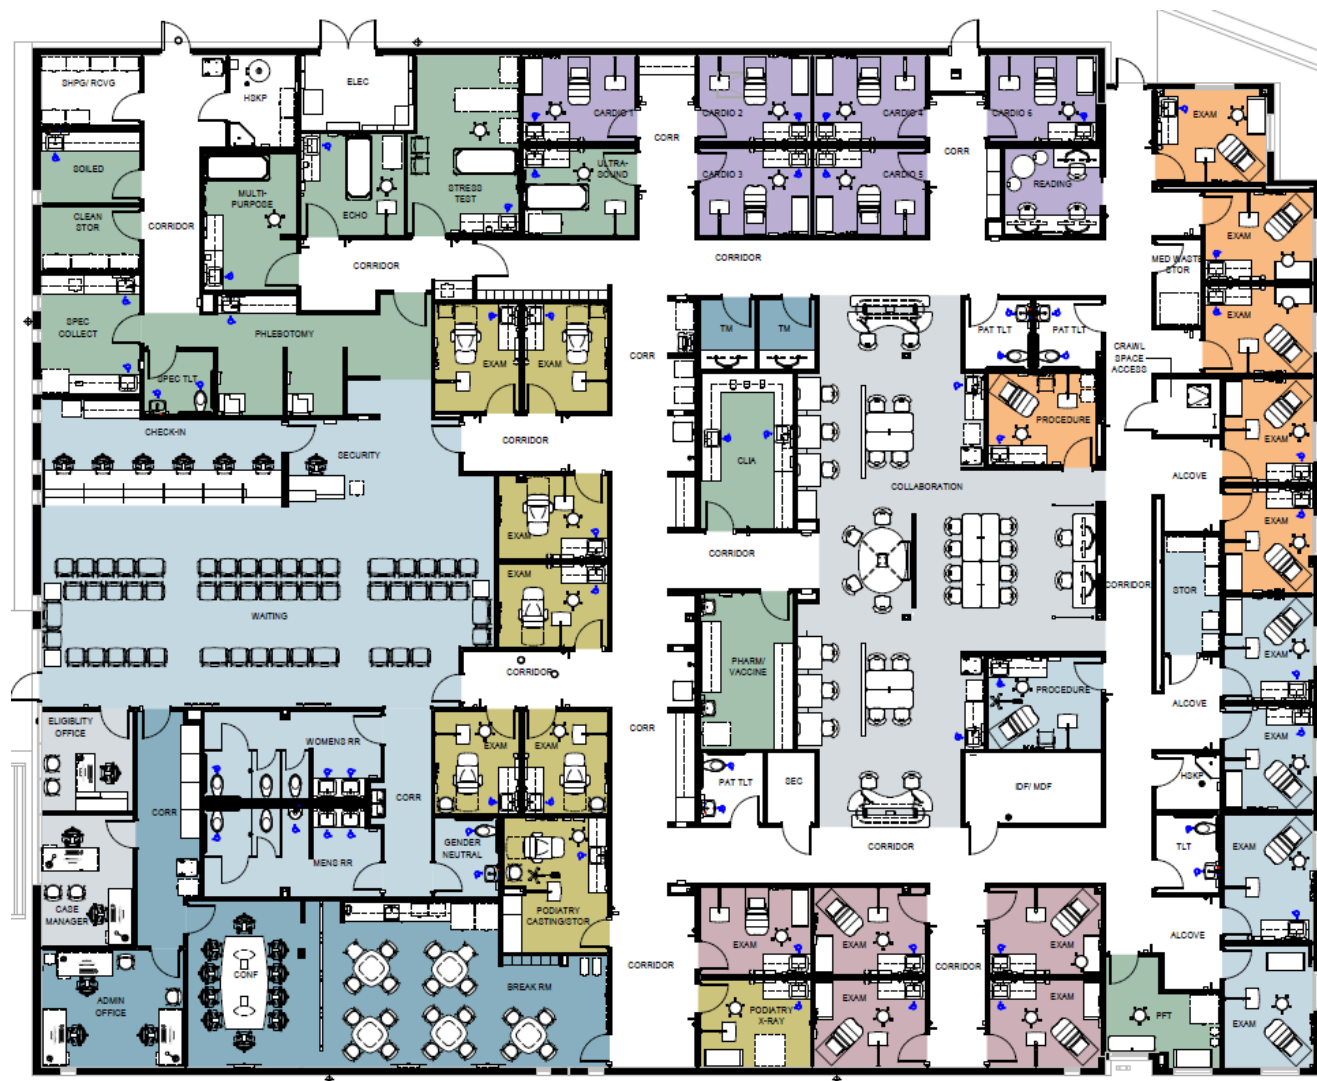 SHPG/ RCVG
HSKP
ELEC
CARDIO 1
CARDIO 2
CARDIO 4
CARDIO 6
EXAM
SOILED
CORR
CORR
MULTI-
PURPOSE
ECHO
STRESS
TEST
ULTRA-
SOUND
CARDIO 3
CARDIO 5
READING
CLEAN
STOR
CORRIDOR
EXAM
CORRIDOR
CORRIDOR
MED WASTE
STOR
SPEC
COLLECT
PHLEBOTOMY
TM
TM
PAT TLT
PAT TLT
EXAM
EXAM
EXAM
CORR
CRAWL
SPACE
ACCESS
SPEC TLT
CHECK-IN
SECURITY
CORRIDOR
CLIA
PROCEDURE
EXAM
ALCOVE
COLLABORATION
EXAM
EXAM
CORRIDOR
EXAM
CORRIDOR
STOR
WAITING
EXAM
CORRIDOR
PHARM/
VACCINE
PROCEDURE
ALCOVE
ELIGIBLITY
OFFICE
WOMENS RR
EXAM
EXAM
CORR
EXAM
PAT TLT
SEC
IDF/ MDF
HSKP
CORR
CORR
MENS RR
GENDER
NEUTRAL
CORRIDOR
TLT
EXAM
CASE
MANAGER
PODIATRY
CASTING/STOR
EXAM
EXAM
EXAM
ALCOVE
CONF
CORRIDOR
CORRIDOR
BREAK RM
ADMIN
OFFICE
EXAM
EXAM
PODIATRY
X-RAY
PFT
EXAM